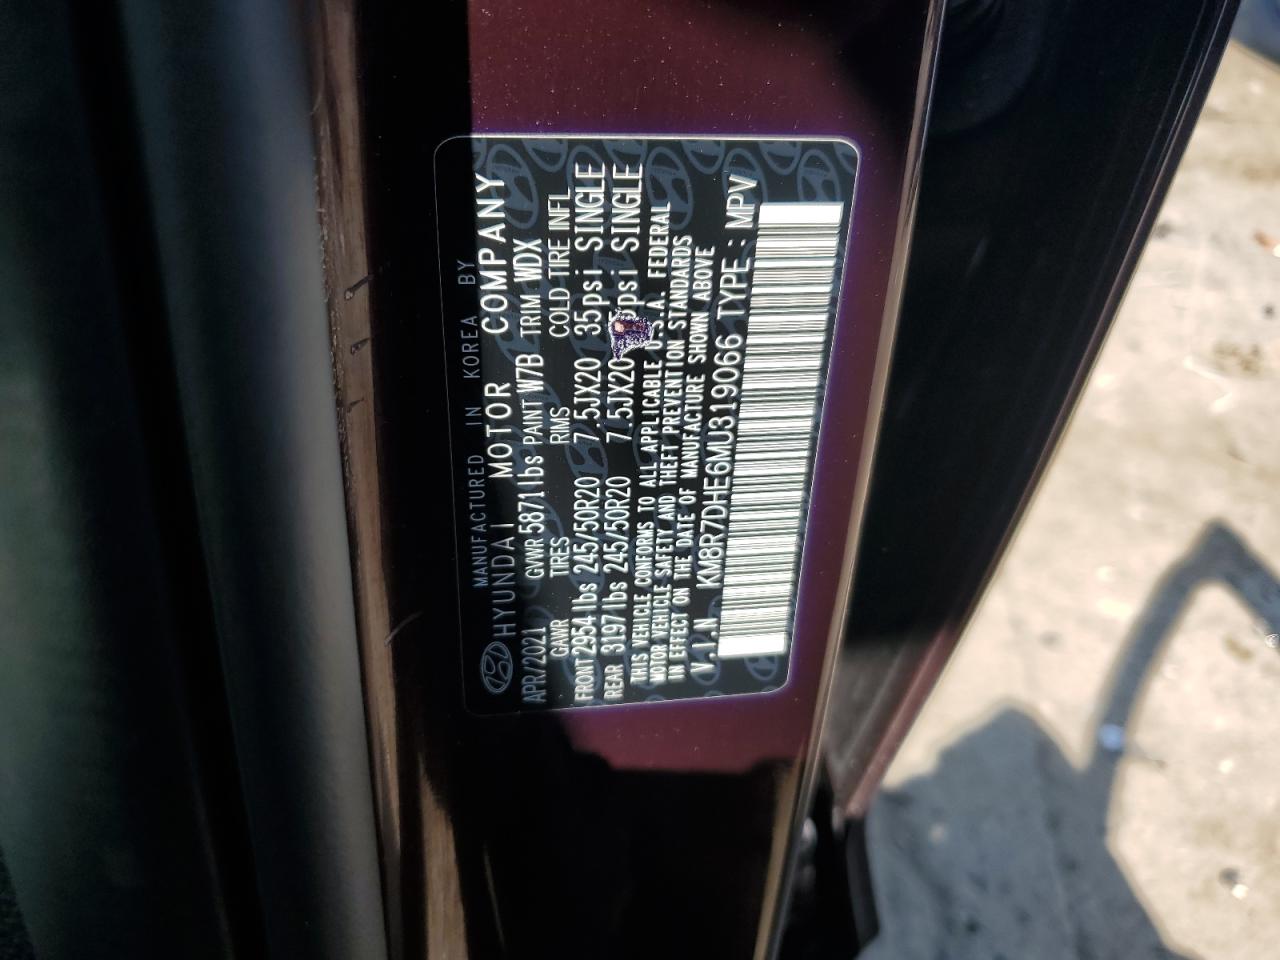 MANUFACTURED IN KOREA BY
HYUNDAI MOTOR COMPANY
APR/2021 GVWR 5871lbs PAINT W7B TRIM WDX
GAWR TIRES RIMS COLD TIRE INFL
FRONT 2954lbs 245/50R20 7.5JX20 35psi SINGLE
REAR 3197lbs 245/50R20 7.5JX20 psi SINGLE
THIS VEHICLE CONFORMS TO ALL APPLICABLE U.S.A. FEDERAL
MOTOR VEHICLE SAFETY AND THEFT PREVENTION STANDARDS
IN EFFECT ON THE DATE OF MANUFACTURE SHOWN ABOVE
V.I.N KM8R7DHE6MU319066 TYPE : MPV